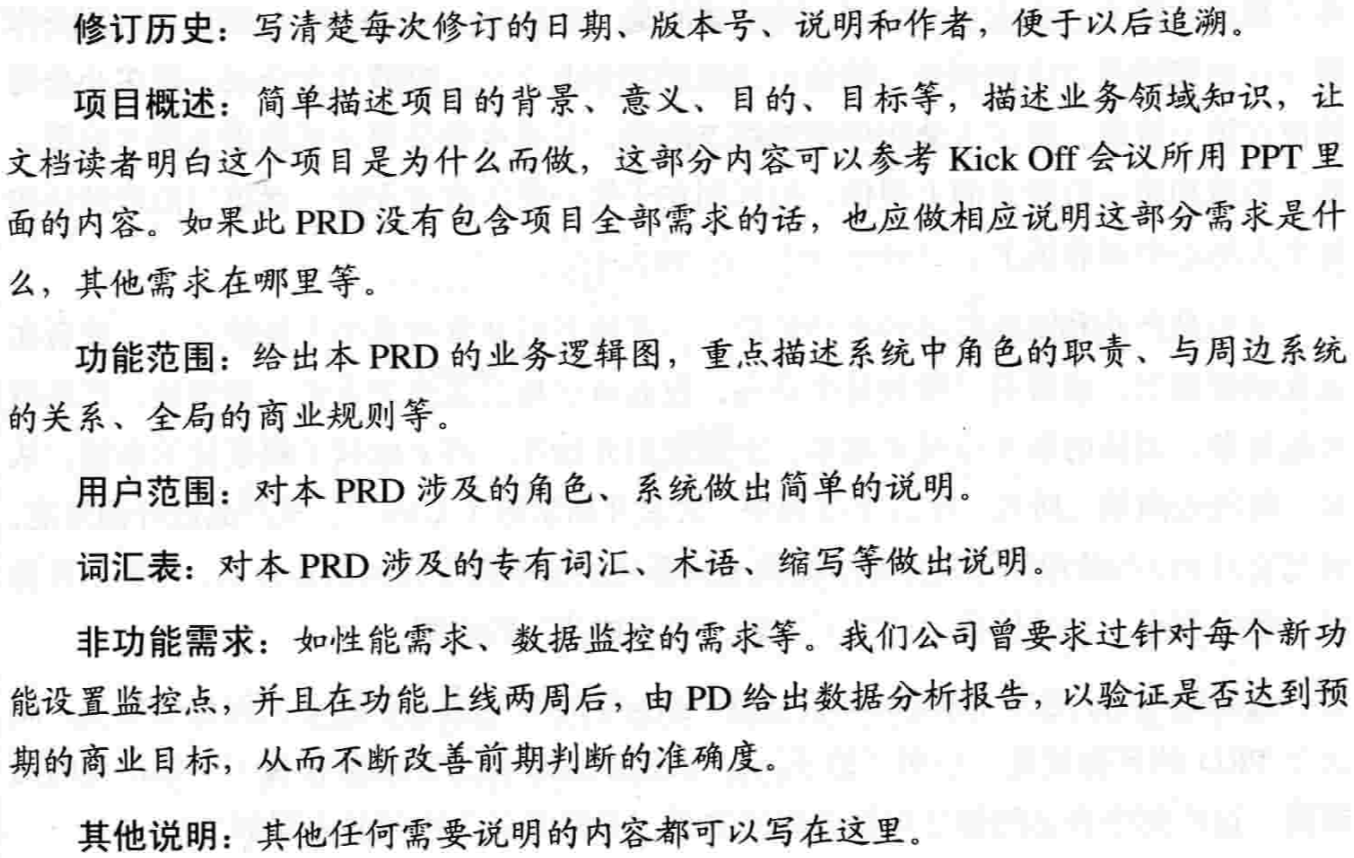 修订历史：写清楚每次修订的日期、版本号、说明和作者，便于以后追溯。
项目概述：简单描述项目的背景、意义、目的、目标等，描述业务领域知识，让
文档读者明白这个项目是为什么而做，这部分内容可以参考 Kick Off 会议所用 PPT 里
面的内容。如果此 PRD 没有包含项目全部需求的话，也应做相应说明这部分需求是什
么，其他需求在哪里等。
功能范围：给出本 PRD 的业务逻辑图，重点描述系统中角色的职责、与周边系统
的关系、全局的商业规则等。
用户范围：对本 PRD 涉及的角色、系统做出简单的说明。
词汇表：对本 PRD 涉及的专有词汇、术语、缩写等做出说明。
非功能需求：如性能需求、数据监控的需求等。我们公司曾要求过针对每个新功
能设置监控点，并且在功能上线两周后，由 PD 给出数据分析报告，以验证是否达到预
期的商业目标，从而不断改善前期判断的准确度。
其他说明：其他任何需要说明的内容都可以写在这里。